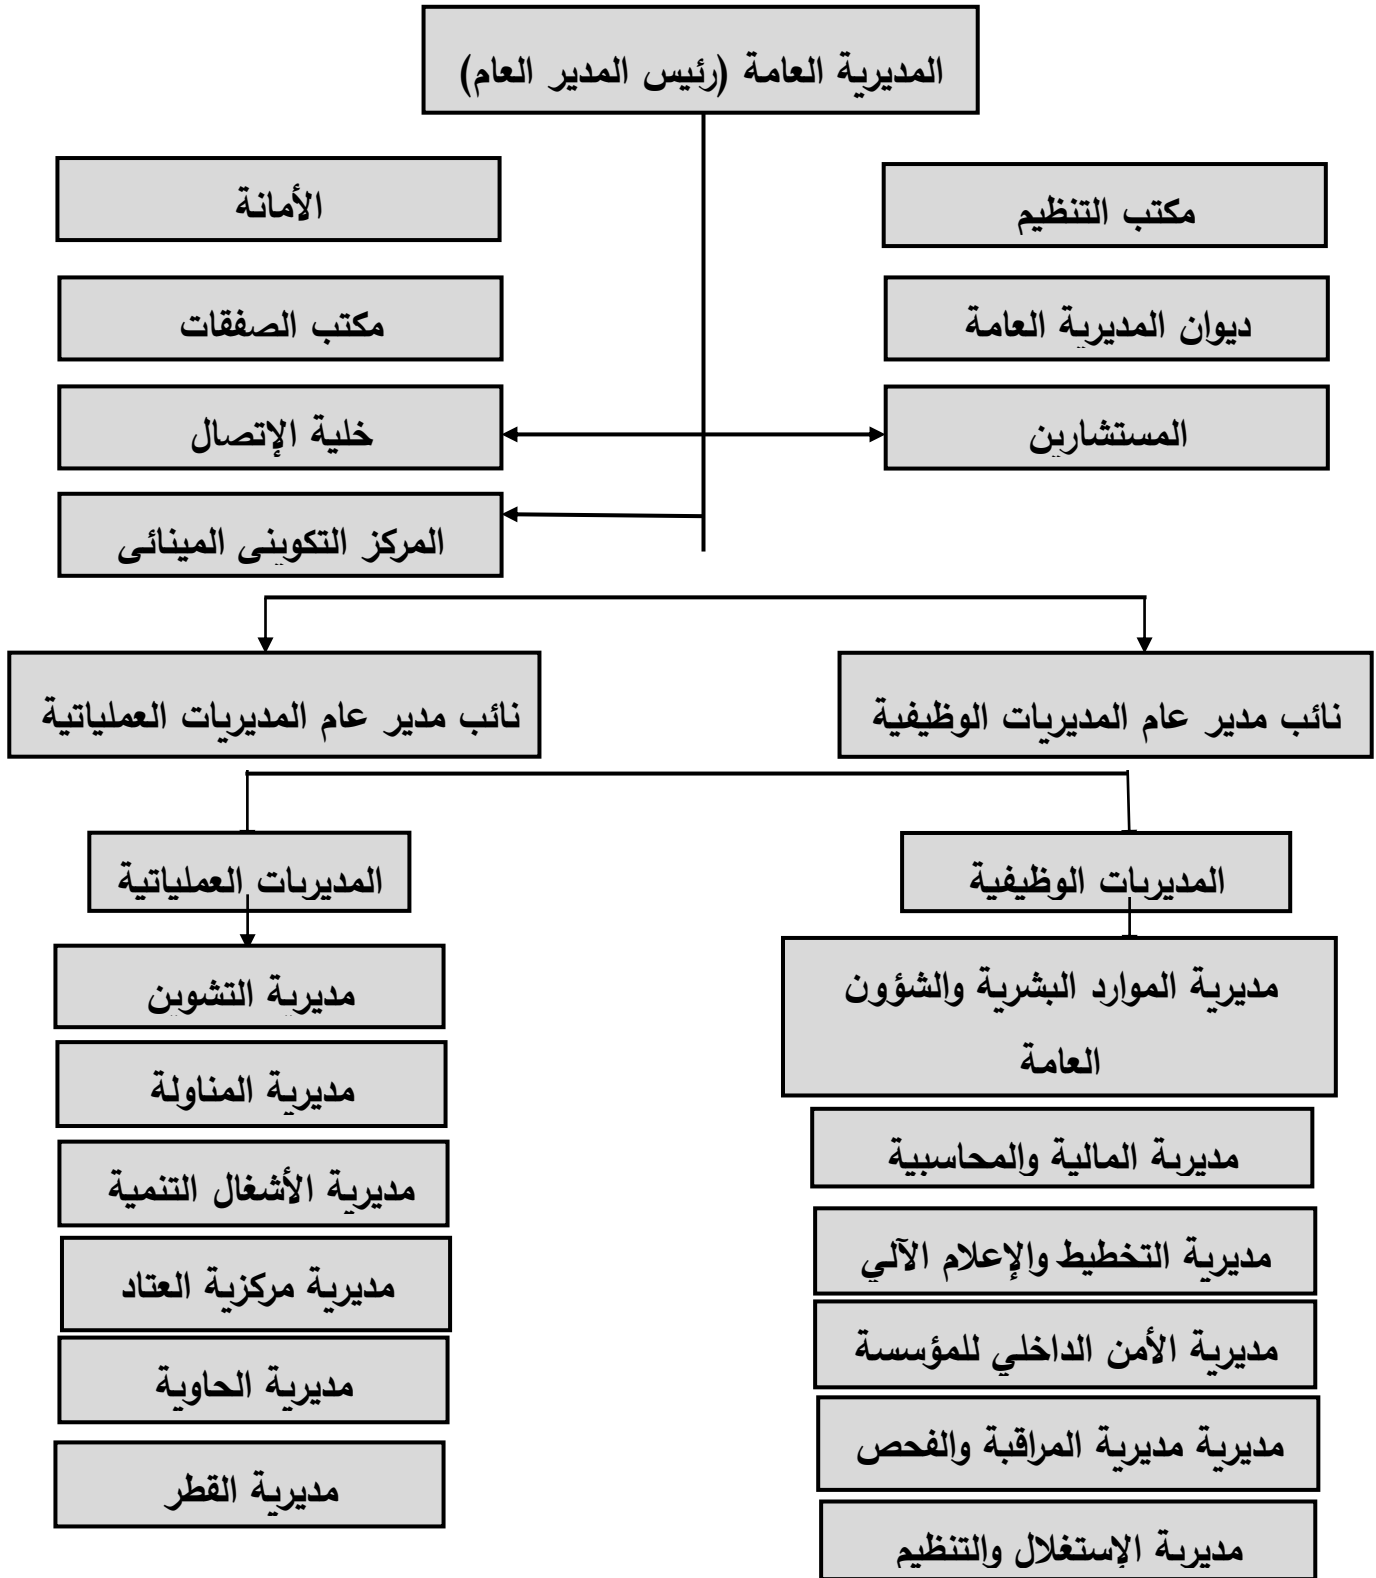 المديرية العامة (رئيس المدير العام)
مكتب التنظيم
الأمانة
ديوان المديرية العامة
مكتب الصفقات
المستشارين
خلية الإتصال
المركز التكويني المينائي
نائب مدير عام المديريات الوظيفية
نائب مدير عام المديريات العملياتية
المديريات الوظيفية
المديريات العملياتية
مديرية الموارد البشرية والشؤون
العامة
مديرية المالية والمحاسبية
مديرية التخطيط والإعلام الآلي
مديرية الأمن الداخلي للمؤسسة
مديرية مديرية المراقبة والفحص
مديرية الإستغلال والتنظيم
مديرية التشوين
مديرية المناولة
مديرية الأشغال التنمية
مديرية مركزية العتاد
مديرية الحاوية
مديرية القطر